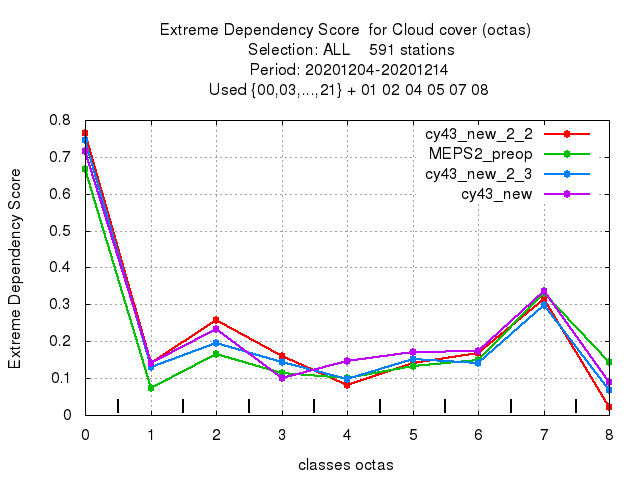 Extreme Dependency Score  for Cloud cover (octas)
Selection: ALL    591 stations
Period: 20201204-20201214
Used {00,03,...,21} + 01 02 04 05 07 08
cy43_new_2_2
MEPS2_preop
cy43_new_2_3
cy43_new
Extreme Dependency Score
0.8
0.7
0.6
0.5
0.4
0.3
0.2
0.1
0
0 1 2 3 4 5 6 7 8
classes octas